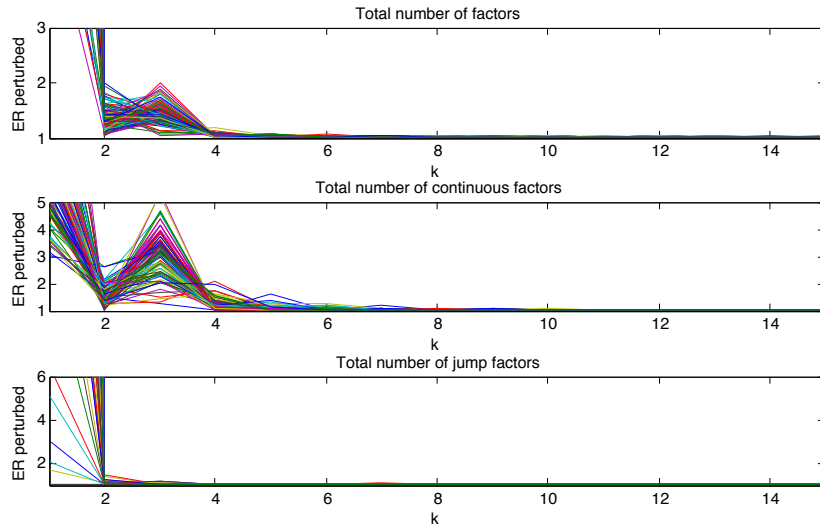 Total number of factors
3
2
1
ER perturbed
2 4 6 8 10 12 14
k
Total number of continuous factors
5
4
3
2
1
ER perturbed
2 4 6 8 10 12 14
k
Total number of jump factors
6
4
2
ER perturbed
2 4 6 8 10 12 14
k